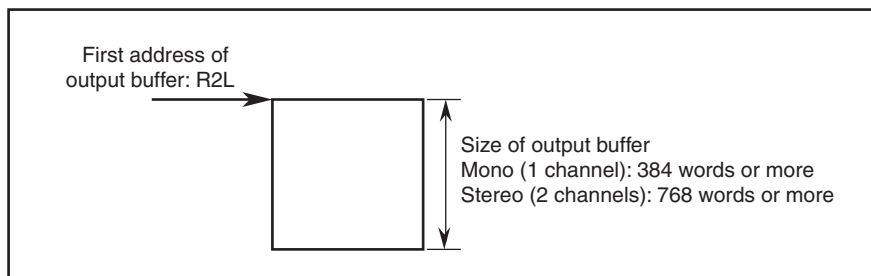 First address of
output buffer: R2L
Size of output buffer
Mono (1 channel): 384 words or more
Stereo (2 channels): 768 words or more